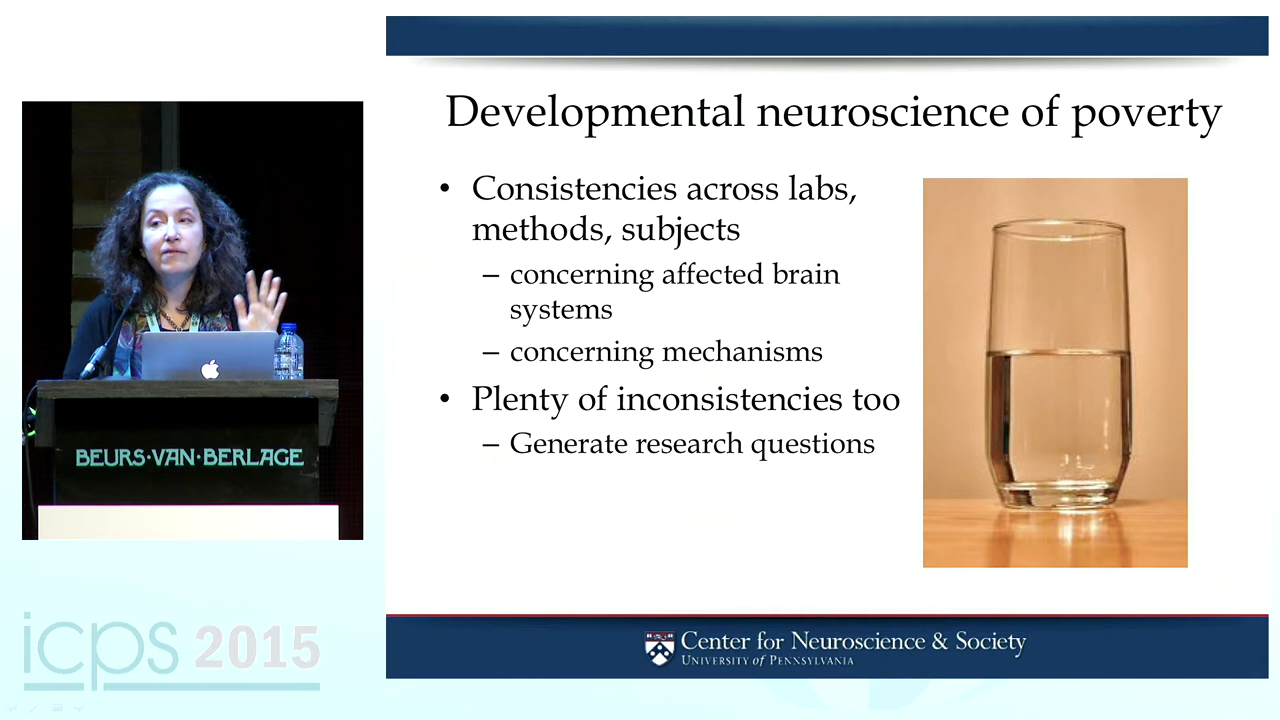 Developmental neuroscience of poverty
• Consistencies across labs,
methods, subjects
– concerning affected brain
systems
– concerning mechanisms
• Plenty of inconsistencies too
– Generate research questions
BEURS·VAN·BERLAGE
icps 2015
Center for Neuroscience & Society
UNIVERSITY of PENNSYLVANIA